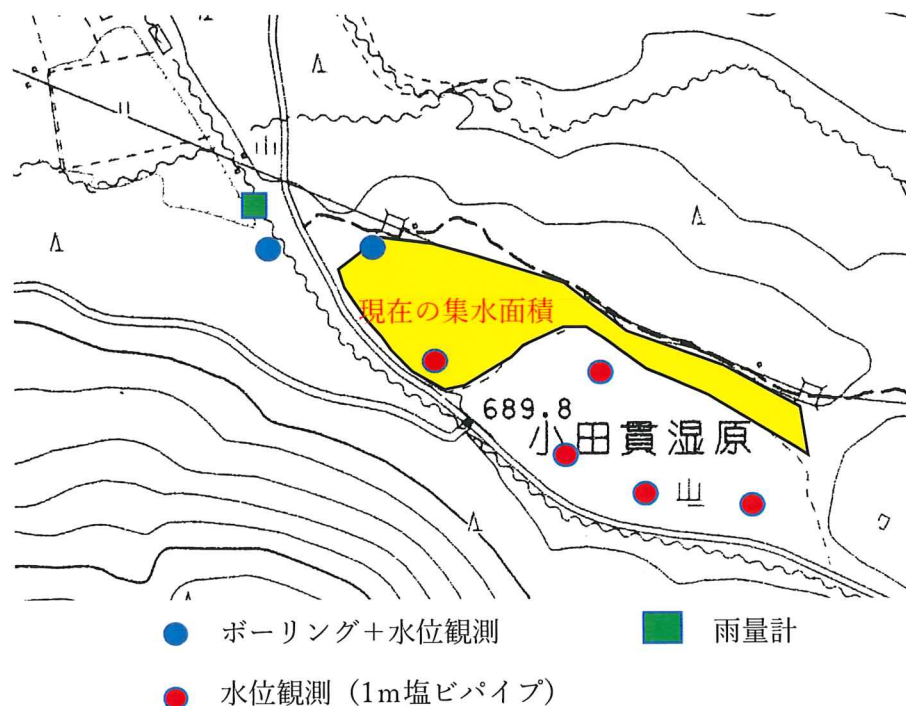 現在の集水面積
689.8
小田貫湿原
ボーリング+水位観測
雨量計
水位観測(1m塩ビパイプ)